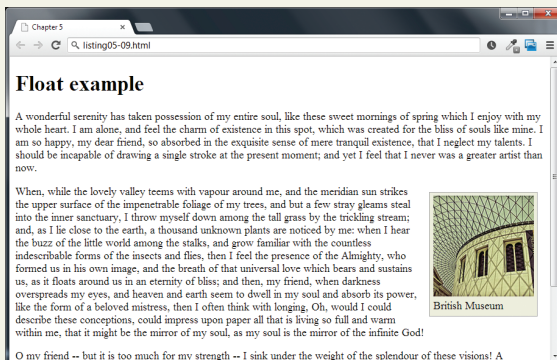 Chapter 5
listing05-09.html
Float example
A wonderful serenity has taken possession of my entire soul, like these sweet mornings of spring which I enjoy with my
whole heart. I am alone, and feel the charm of existence in this spot, which was created for the bliss of souls like mine. I
am so happy, my dear friend, so absorbed in the exquisite sense of mere tranquil existence, that I neglect my talents. I
should be incapable of drawing a single stroke at the present moment; and yet I feel that I never was a greater artist than
now.
When, while the lovely valley teems with vapour around me, and the meridian sun strikes
the upper surface of the impenetrable foliage of my trees, and but a few stray gleams steal
into the inner sanctuary, I throw myself down among the tall grass by the trickling stream;
and, as I lie close to the earth, a thousand unknown plants are noticed by me: when I hear
the buzz of the little world among the stalks, and grow familiar with the countless
indescribable forms of the insects and flies, then I feel the presence of the Almighty, who
formed us in his own image, and the breath of that universal love which bears and sustains
us, as it floats around us in an eternity of bliss; and then, my friend, when darkness
overspreads my eyes, and heaven and earth seem to dwell in my soul and absorb its power,
like the form of a beloved mistress, then I often think with longing, Oh, would I could
describe these conceptions, could impress upon paper all that is living so full and warm
within me, that it might be the mirror of my soul, as my soul is the mirror of the infinite God!
British Museum
O my friend -- but it is too much for my strength -- I sink under the weight of the splendour of these visions! A